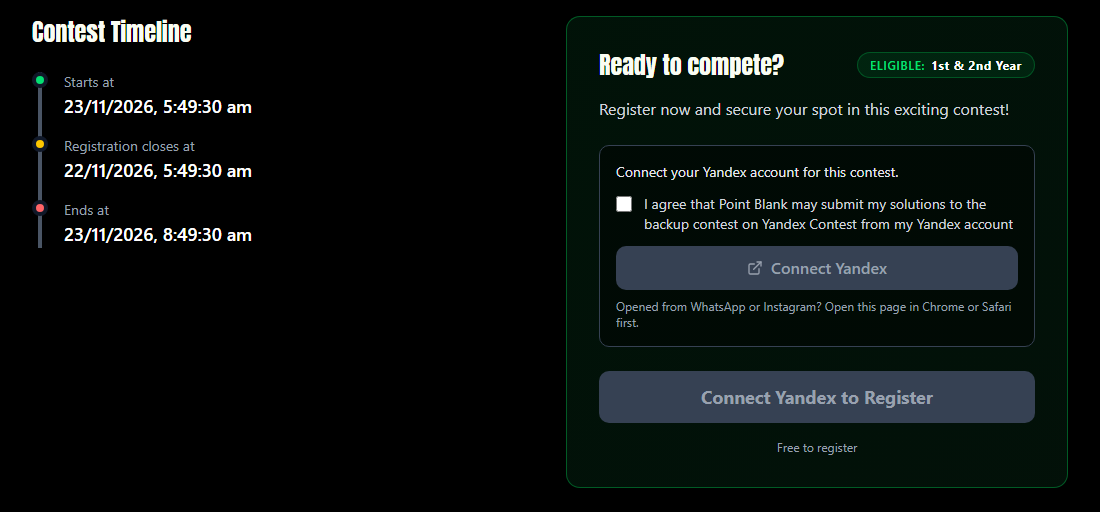 Contest Timeline
Starts at
23/11/2026, 5:49:30 am
Registration closes at
22/11/2026, 5:49:30 am
Ends at
23/11/2026, 8:49:30 am
Ready to compete?
ELIGIBLE: 1st & 2nd Year
Register now and secure your spot in this exciting contest!
Connect your Yandex account for this contest.
I agree that Point Blank may submit my solutions to the
backup contest on Yandex Contest from my Yandex account
Connect Yandex
Opened from WhatsApp or Instagram? Open this page in Chrome or Safari
first.
Connect Yandex to Register
Free to register